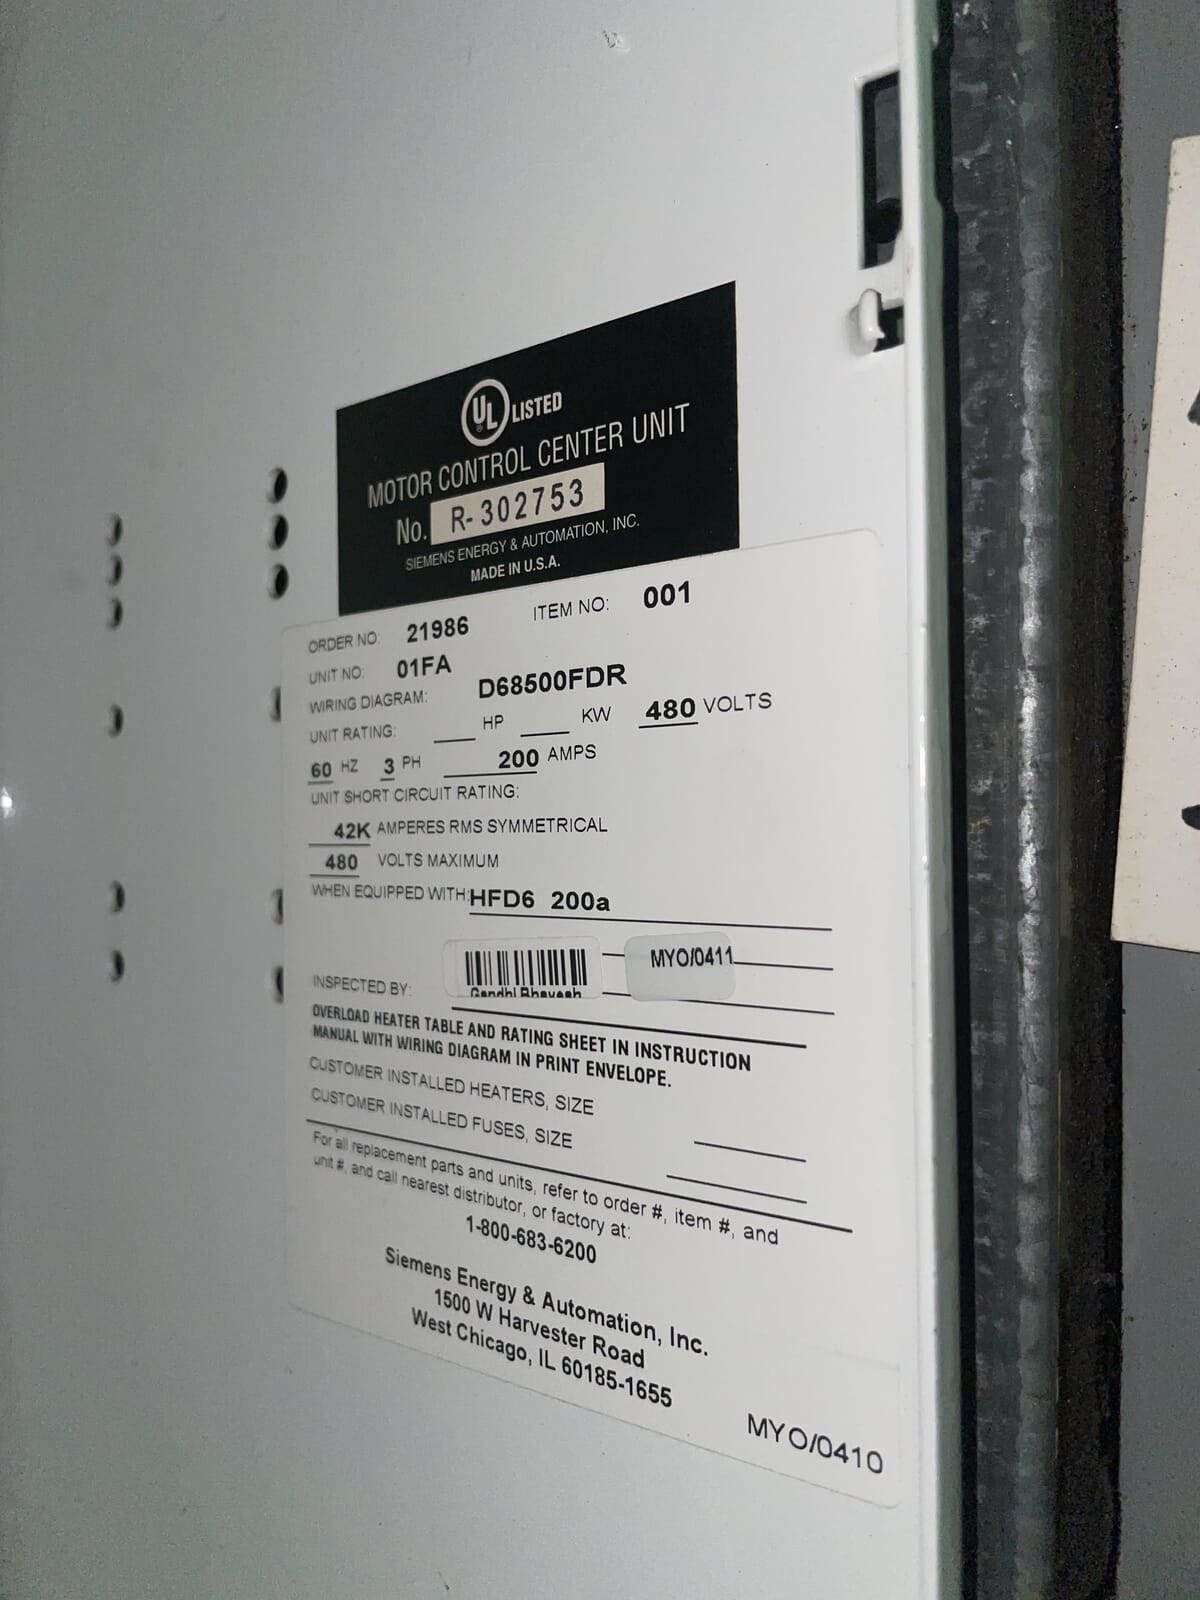 UL LISTED
MOTOR CONTROL CENTER UNIT
No. R-302753
SIEMENS ENERGY & AUTOMATION, INC.
MADE IN U.S.A.
ORDER NO: 21986 ITEM NO: 001
UNIT NO: 01FA
WIRING DIAGRAM: D68500FDR
UNIT RATING: ____ HP ____ KW 480 VOLTS
60 HZ 3 PH 200 AMPS
UNIT SHORT CIRCUIT RATING:
42K AMPERES RMS SYMMETRICAL
480 VOLTS MAXIMUM
WHEN EQUIPPED WITH: HFD6 200a
MYO/0411
INSPECTED BY: Gandhi Bhavesh
OVERLOAD HEATER TABLE AND RATING SHEET IN INSTRUCTION
MANUAL WITH WIRING DIAGRAM IN PRINT ENVELOPE.
CUSTOMER INSTALLED HEATERS, SIZE
CUSTOMER INSTALLED FUSES, SIZE
For all replacement parts and units, refer to order #, item #, and
unit #, and call nearest distributor, or factory at:
1-800-683-6200
Siemens Energy & Automation, Inc.
1500 W Harvester Road
West Chicago, IL 60185-1655
MYO/0410